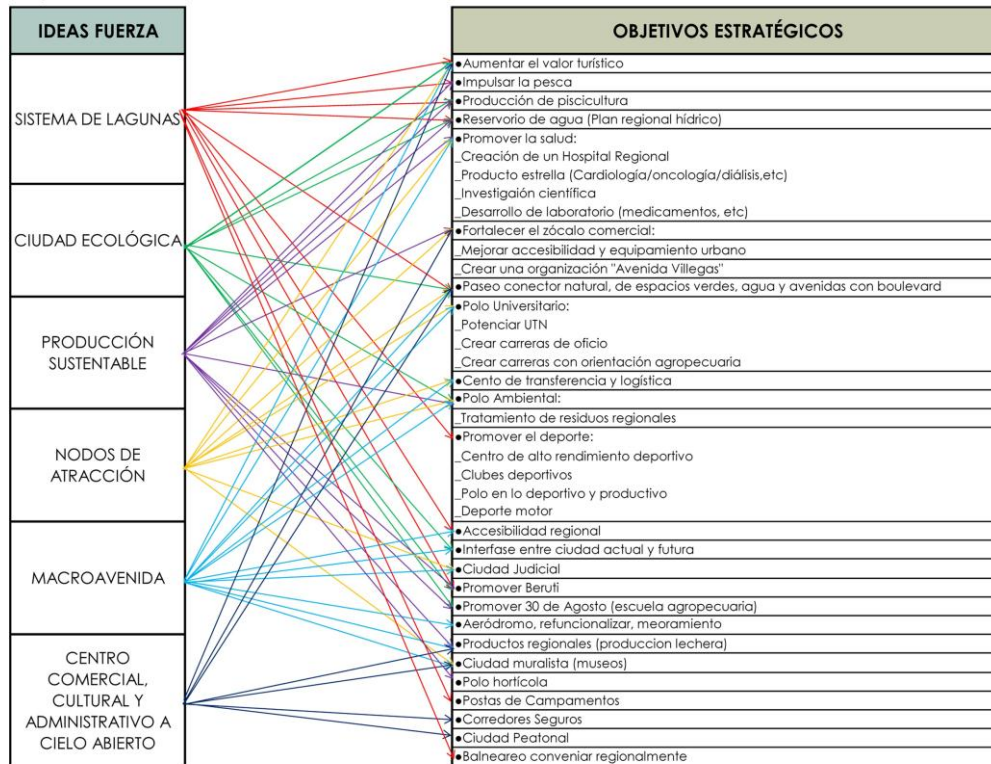 IDEAS FUERZA
SISTEMA DE LAGUNAS
CIUDAD ECOLÓGICA
PRODUCCIÓN
SUSTENTABLE
NODOS DE
ATRACCIÓN
MACROAVENIDA
CENTRO
COMERCIAL,
CULTURAL Y
ADMINISTRATIVO A
CIELO ABIERTO
OBJETIVOS ESTRATÉGICOS
●Aumentar el valor turístico
●Impulsar la pesca
●Producción de piscicultura
●Reservorio de agua (Plan regional hídrico)
●Promover la salud:
_Creación de un Hospital Regional
_Producto estrella (Cardiología/oncología/diálisis,etc)
_Investigaión científica
_Desarrollo de laboratorio (medicamentos, etc)
●Fortalecer el zócalo comercial:
_Mejorar accesibilidad y equipamiento urbano
_Crear una organización "Avenida Villegas"
●Paseo conector natural, de espacios verdes, agua y avenidas con boulevard
●Polo Universitario:
_Potenciar UTN
_Crear carreras de oficio
_Crear carreras con orientación agropecuaria
●Cento de transferencia y logística
●Polo Ambiental:
_Tratamiento de residuos regionales
●Promover el deporte:
_Centro de alto rendimiento deportivo
_Clubes deportivos
_Polo en lo deportivo y productivo
_Deporte motor
●Accesibilidad regional
●Interfase entre ciudad actual y futura
●Ciudad Judicial
●Promover Beruti
●Promover 30 de Agosto (escuela agropecuaria)
●Aeródromo, refuncionalizar, meoramiento
●Productos regionales (produccion lechera)
●Ciudad muralista (museos)
●Polo hortícola
●Postas de Campamentos
●Corredores Seguros
●Ciudad Peatonal
●Balneareo conveniar regionalmente